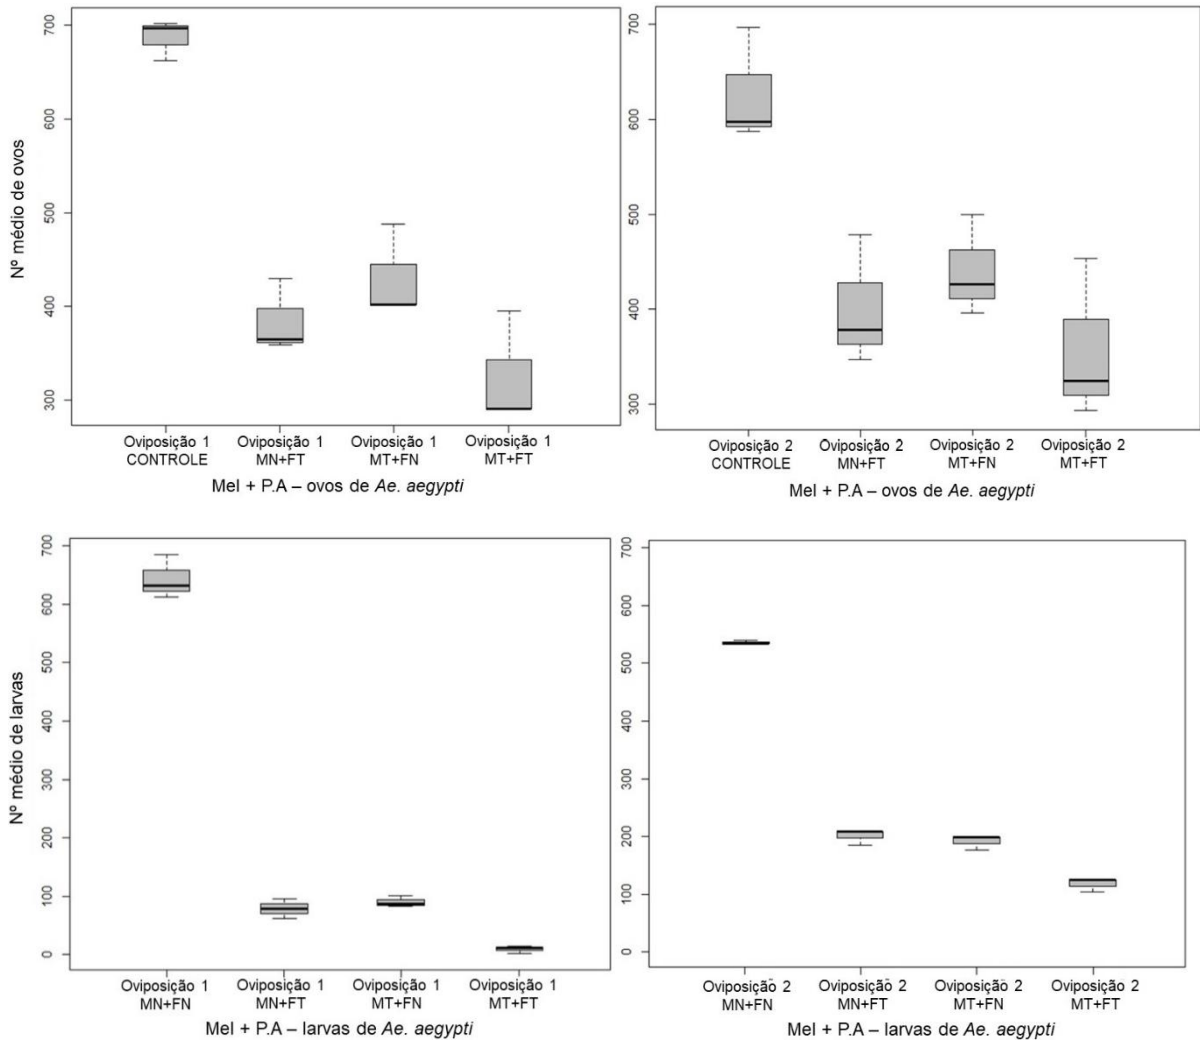 Nº médio de ovos
700
600
500
400
300
Oviposição 1 Oviposição 1 Oviposição 1 Oviposição 1
CONTROLE MN+FT MT+FN MT+FT
Mel + P.A – ovos de Ae. aegypti
700
600
500
400
300
Oviposição 2 Oviposição 2 Oviposição 2 Oviposição 2
CONTROLE MN+FT MT+FN MT+FT
Mel + P.A – ovos de Ae. aegypti
Nº médio de larvas
700
600
500
400
300
200
100
0
Oviposição 1 Oviposição 1 Oviposição 1 Oviposição 1
MN+FN MN+FT MT+FN MT+FT
Mel + P.A – larvas de Ae. aegypti
700
600
500
400
300
200
100
0
Oviposição 2 Oviposição 2 Oviposição 2 Oviposição 2
MN+FN MN+FT MT+FN MT+FT
Mel + P.A – larvas de Ae. aegypti